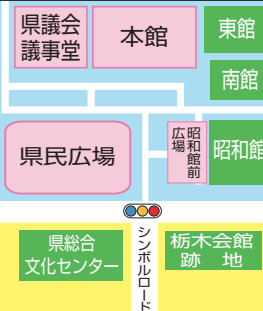 県議会
議事堂
本館
東館
南館
県民広場
昭和館前
広場
昭和館
県総合
文化センター
シンボルロード
栃木会館
跡地